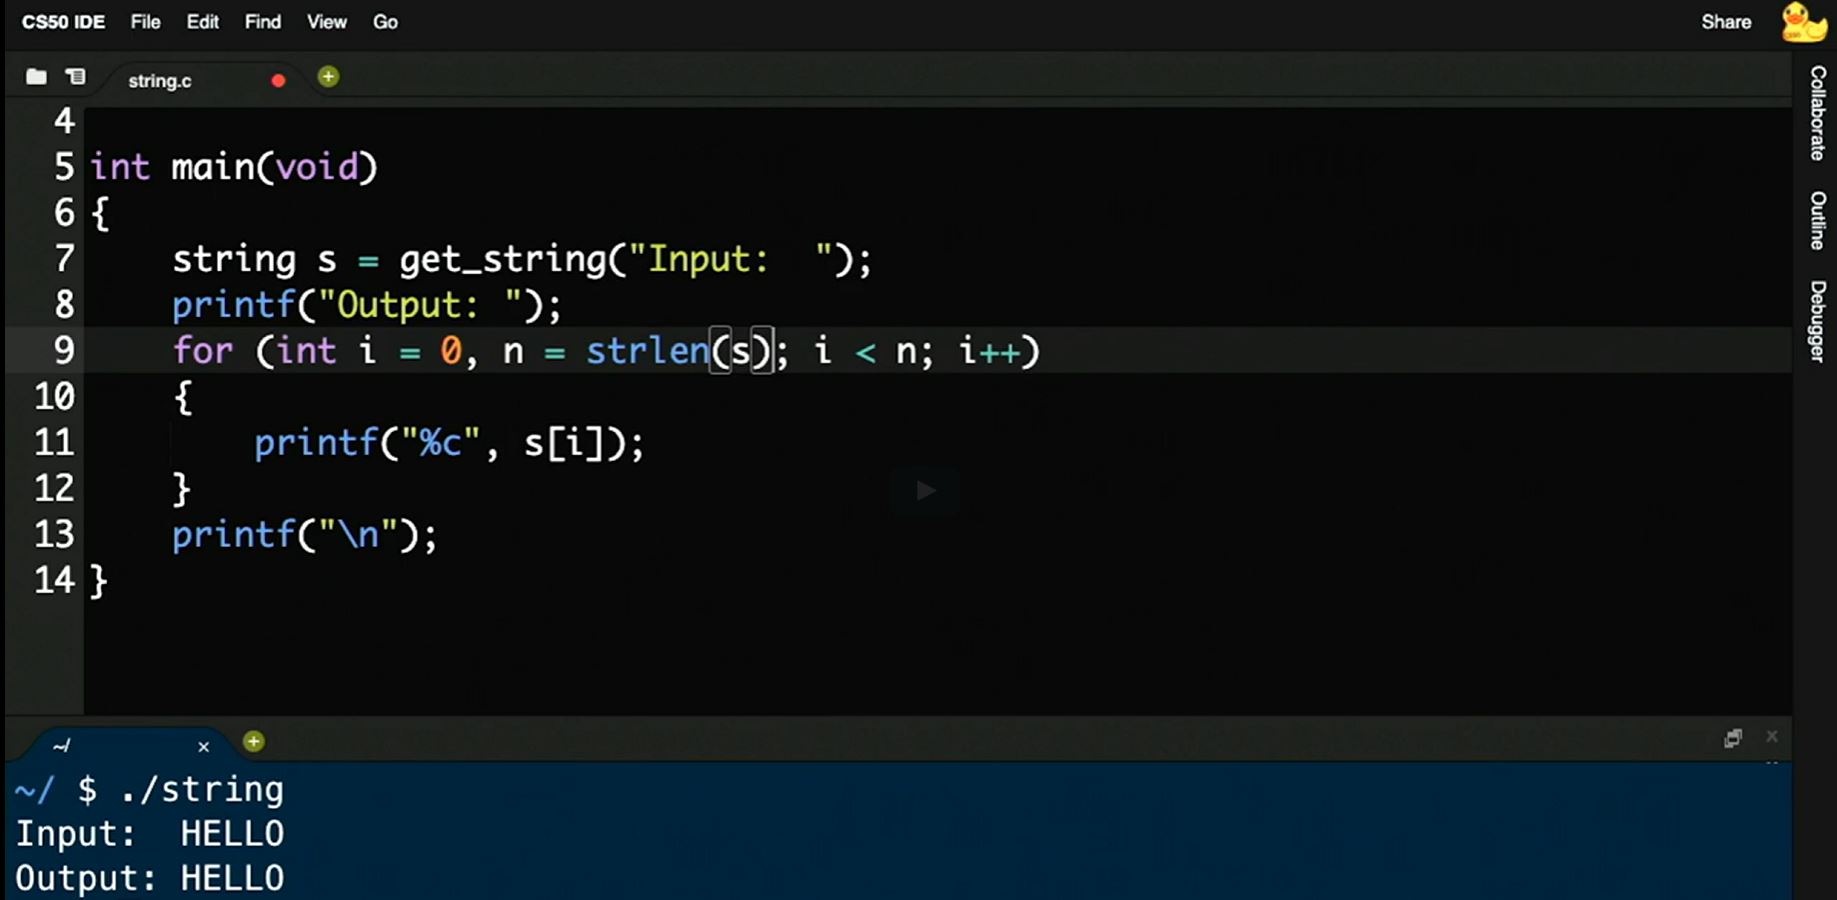 CS50 IDE File Edit Find View Go Share
string.c
4
5 int main(void)
6 {
7     string s = get_string("Input:  ");
8     printf("Output: ");
9     for (int i = 0, n = strlen(s); i < n; i++)
10     {
11         printf("%c", s[i]);
12     }
13     printf("\n");
14 }
Collaborate
Outline
Debugger
~/
~/ $ ./string
Input:  HELLO
Output: HELLO